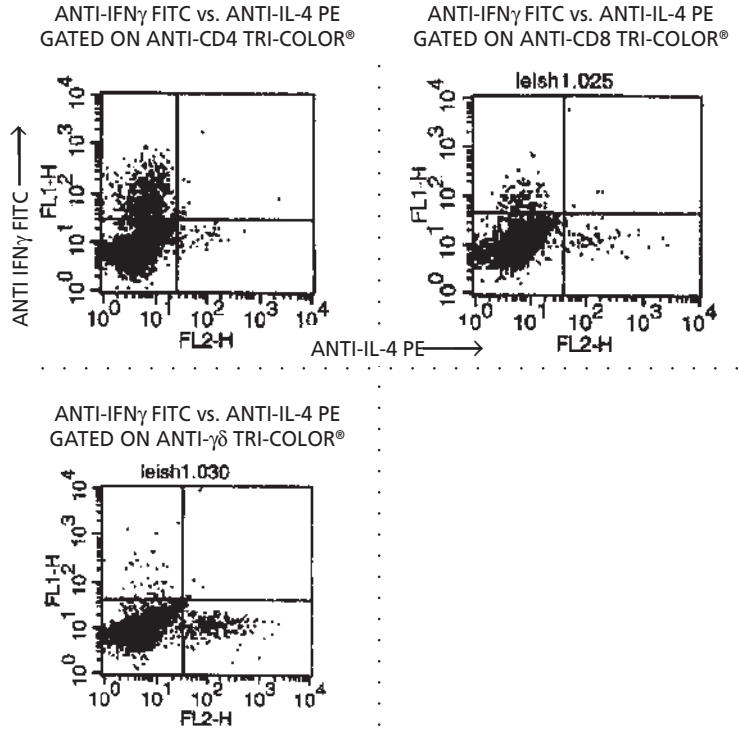 ANTI-IFNγ FITC vs. ANTI-IL-4 PE
GATED ON ANTI-CD4 TRI-COLOR®
ANTI-IFNγ FITC vs. ANTI-IL-4 PE
GATED ON ANTI-CD8 TRI-COLOR®
leish1.025
ANTI IFNγ FITC
FL1-H
10⁰ 10¹ 10² 10³ 10⁴
10⁰ 10¹ 10² 10³ 10⁴
FL2-H
FL1-H
10⁰ 10¹ 10² 10³ 10⁴
10⁰ 10¹ 10² 10³ 10⁴
FL2-H
ANTI-IL-4 PE
ANTI-IFNγ FITC vs. ANTI-IL-4 PE
GATED ON ANTI-γδ TRI-COLOR®
leish1.030
FL1-H
10⁰ 10¹ 10² 10³ 10⁴
10⁰ 10¹ 10² 10³ 10⁴
FL2-H